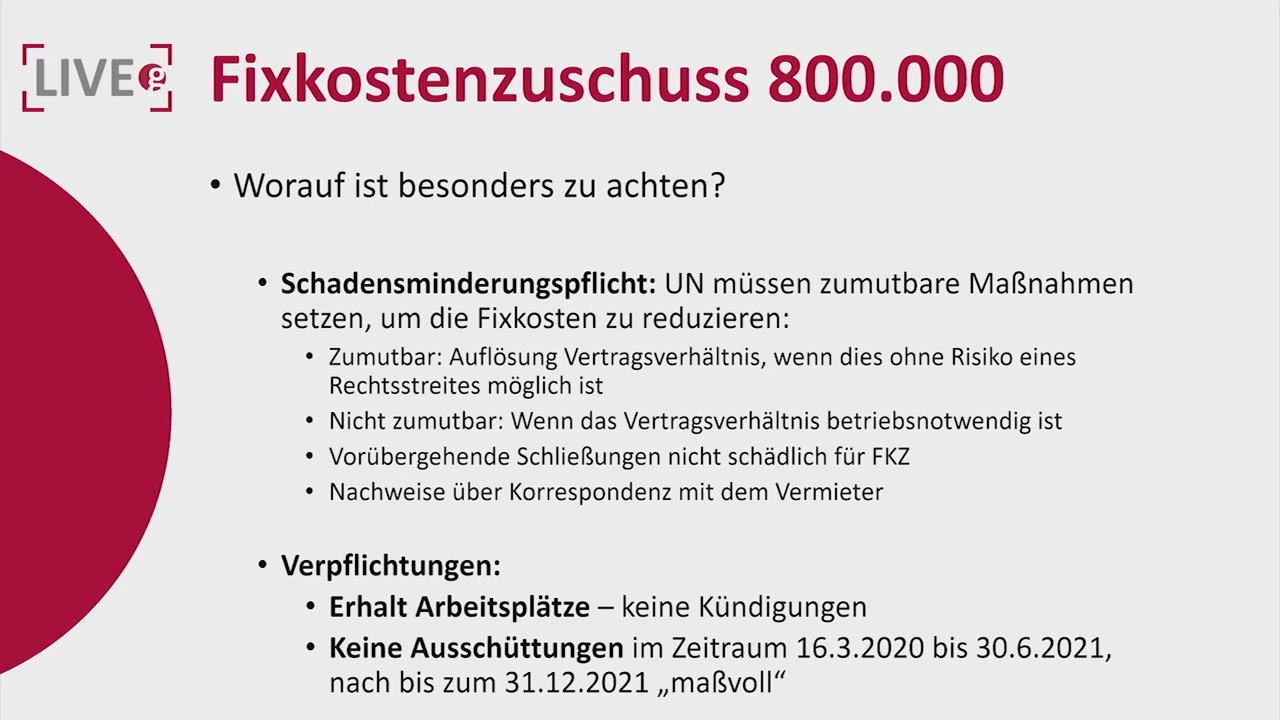 LIVE g
Fixkostenzuschuss 800.000
• Worauf ist besonders zu achten?
• Schadensminderungspflicht: UN müssen zumutbare Maßnahmen
setzen, um die Fixkosten zu reduzieren:
• Zumutbar: Auflösung Vertragsverhältnis, wenn dies ohne Risiko eines
Rechtsstreites möglich ist
• Nicht zumutbar: Wenn das Vertragsverhältnis betriebsnotwendig ist
• Vorübergehende Schließungen nicht schädlich für FKZ
• Nachweise über Korrespondenz mit dem Vermieter
• Verpflichtungen:
• Erhalt Arbeitsplätze – keine Kündigungen
• Keine Ausschüttungen im Zeitraum 16.3.2020 bis 30.6.2021,
nach bis zum 31.12.2021 „maßvoll“